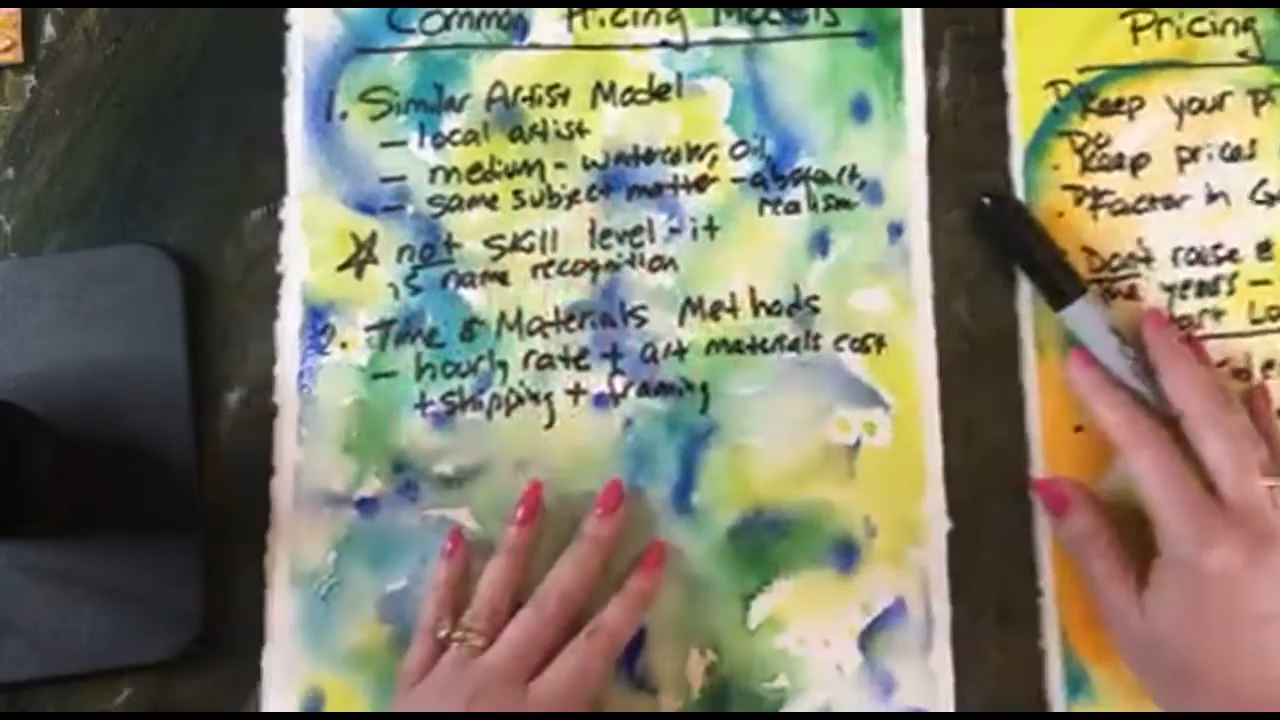 Common Pricing Models
1. Similar Artist Model
- local artist
- medium - watercolor, oil,
- same subject matter - abstract,
realism
not skill level - it
is name recognition
2. Time & Materials Methods
- hourly rate + art materials cost
+ shipping + framing
Pricing
Keep your pr
Keep prices
Factor in
Don't raise
years -